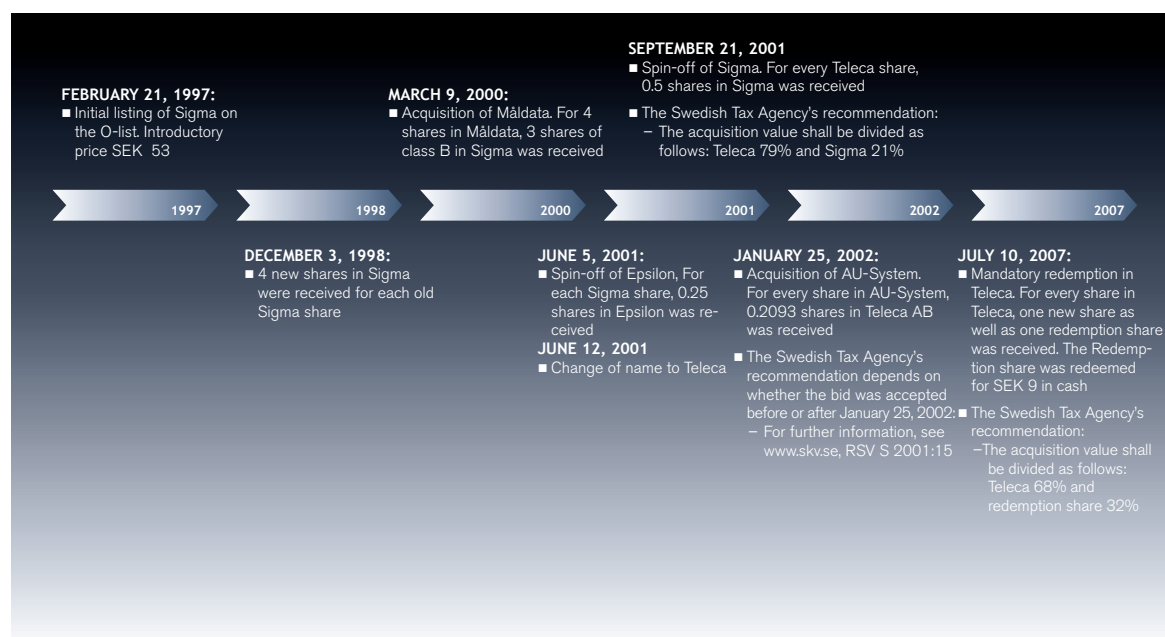 FEBRUARY 21, 1997:
■ Initial listing of Sigma on
the O-list. Introductory
price SEK 53
MARCH 9, 2000:
■ Acquisition of Måldata. For 4
shares in Måldata, 3 shares of
class B in Sigma was received
SEPTEMBER 21, 2001
■ Spin-off of Sigma. For every Teleca share,
0.5 shares in Sigma was received
■ The Swedish Tax Agency's recommendation:
– The acquisition value shall be divided as
follows: Teleca 79% and Sigma 21%
1997
1998
2000
2001
2002
2007
DECEMBER 3, 1998:
■ 4 new shares in Sigma
were received for each old
Sigma share
JUNE 5, 2001:
■ Spin-off of Epsilon, For
each Sigma share, 0.25
shares in Epsilon was re-
ceived
JUNE 12, 2001
■ Change of name to Teleca
JANUARY 25, 2002:
■ Acquisition of AU-System.
For every share in AU-System,
0.2093 shares in Teleca AB
was received
■ The Swedish Tax Agency's
recommendation depends on
whether the bid was accepted
before or after January 25, 2002:
– For further information, see
www.skv.se, RSV S 2001:15
JULY 10, 2007:
■ Mandatory redemption in
Teleca. For every share in
Teleca, one new share as
well as one redemption share
was received. The Redemp-
tion share was redeemed
for SEK 9 in cash
■ The Swedish Tax Agency's
recommendation:
–The acquisition value shall
be divided as follows:
Teleca 68% and
redemption share 32%